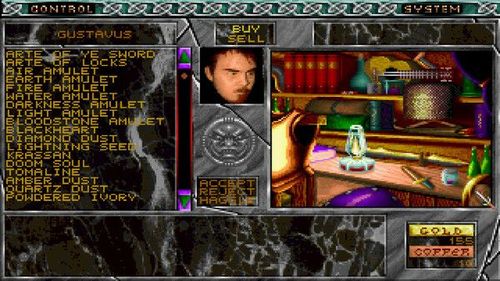 CONTROL
SYSTEM
GUSTAVUS
BUY
SELL
ARTE OF YE SWORD
ARTE OF LOCKS
AIR AMULET
EARTH AMULET
FIRE AMULET
WATER AMULET
DARKNESS AMULET
LIGHT AMULET
BLOODSTONE AMULET
BLACKHEART
DIAMOND DUST
LIGHTNING SEED
KRASSAN
DOOM SOUL
TOMALINE
AMBER DUST
QUARTZ DUST
POWDERED IVORY
ACCEPT
REJECT
HAGGLE
GOLD
155
COPPER
10